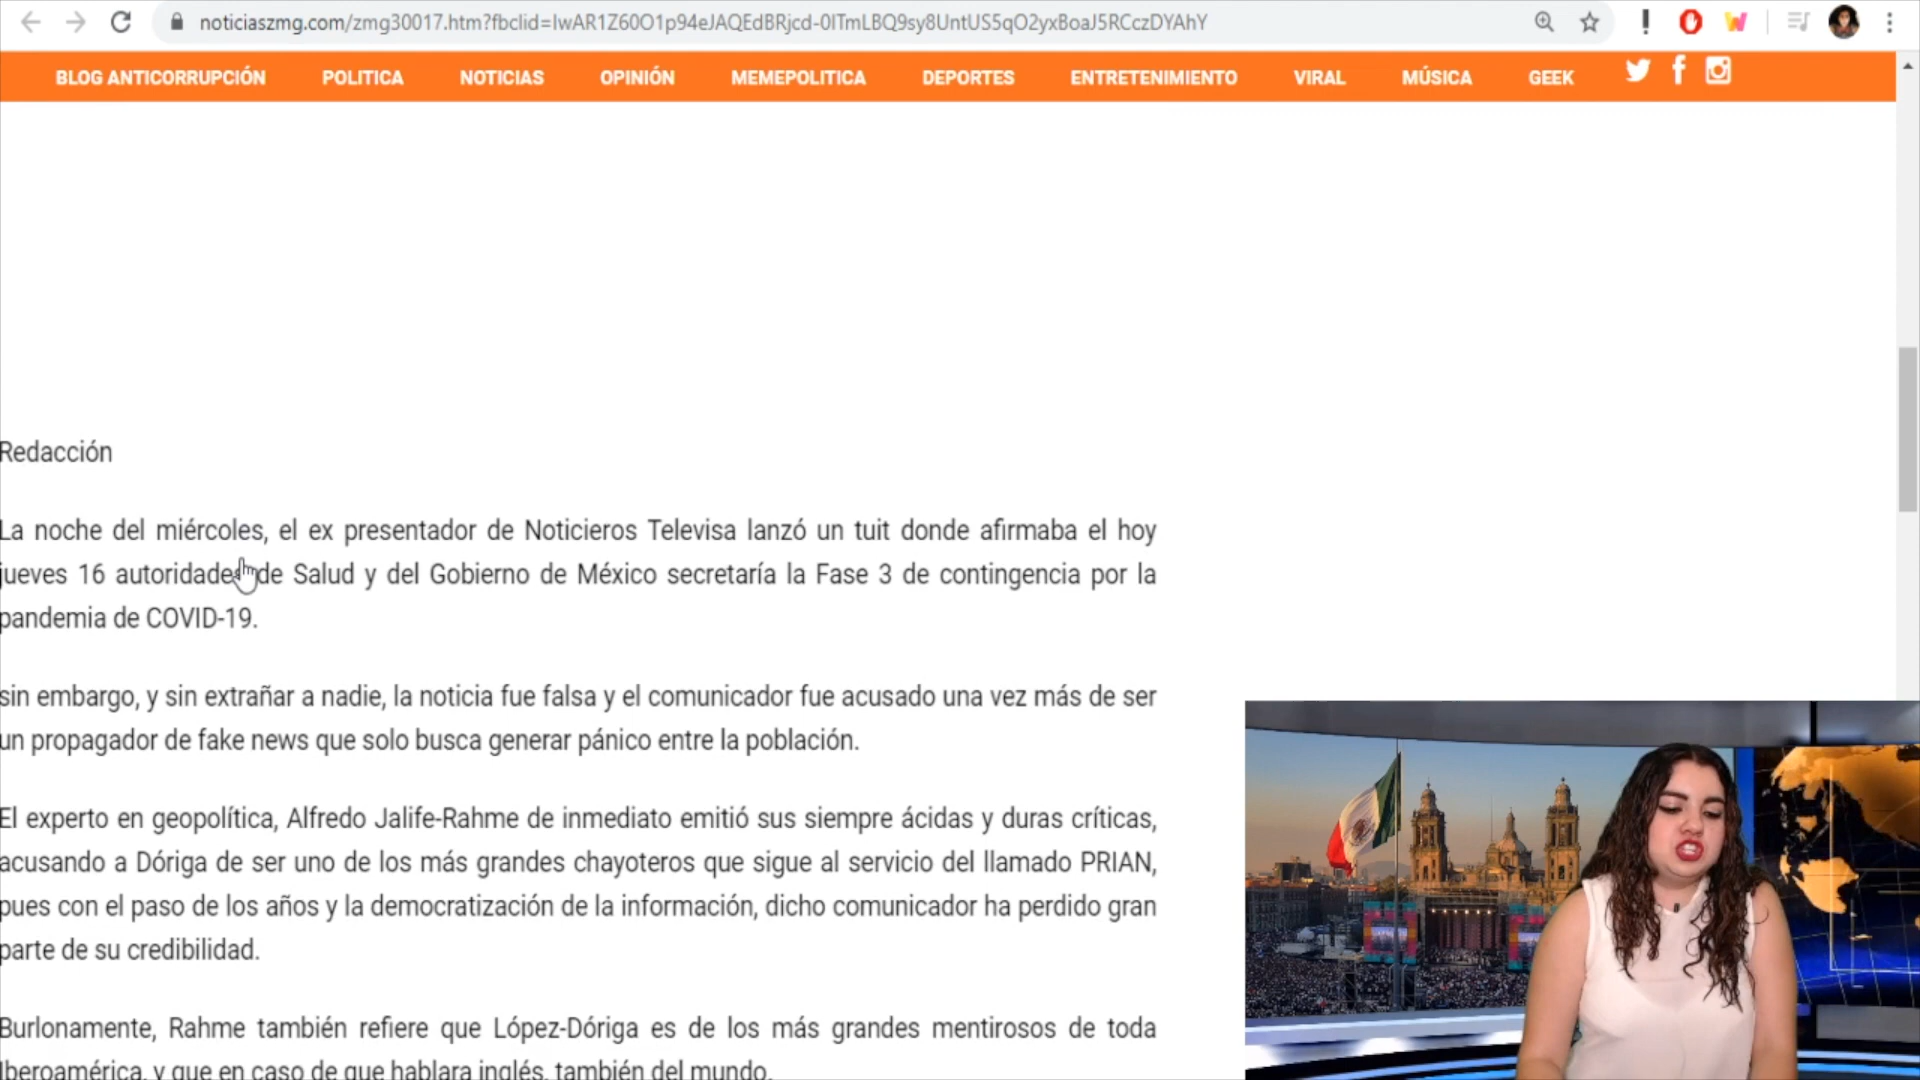 noticiaszmg.com/zmg30017.htm?fbclid=IwAR1Z60O1p94eJAQEdBRjcd-0ITmLBQ9sy8UntUS5qO2yxBoaJ5RCczDYAhY
BLOG ANTICORRUPCIÓN POLITICA NOTICIAS OPINIÓN MEMEPOLITICA DEPORTES ENTRETENIMIENTO VIRAL MÚSICA GEEK
Redacción
La noche del miércoles, el ex presentador de Noticieros Televisa lanzó un tuit donde afirmaba el hoy
jueves 16 autoridades de Salud y del Gobierno de México secretaría la Fase 3 de contingencia por la
pandemia de COVID-19.
sin embargo, y sin extrañar a nadie, la noticia fue falsa y el comunicador fue acusado una vez más de ser
un propagador de fake news que solo busca generar pánico entre la población.
El experto en geopolítica, Alfredo Jalife-Rahme de inmediato emitió sus siempre ácidas y duras críticas,
acusando a Dóriga de ser uno de los más grandes chayoteros que sigue al servicio del llamado PRIAN,
pues con el paso de los años y la democratización de la información, dicho comunicador ha perdido gran
parte de su credibilidad.
Burlonamente, Rahme también refiere que López-Dóriga es de los más grandes mentirosos de toda
Iberoamérica, y que en caso de que hablara inglés, también del mundo.